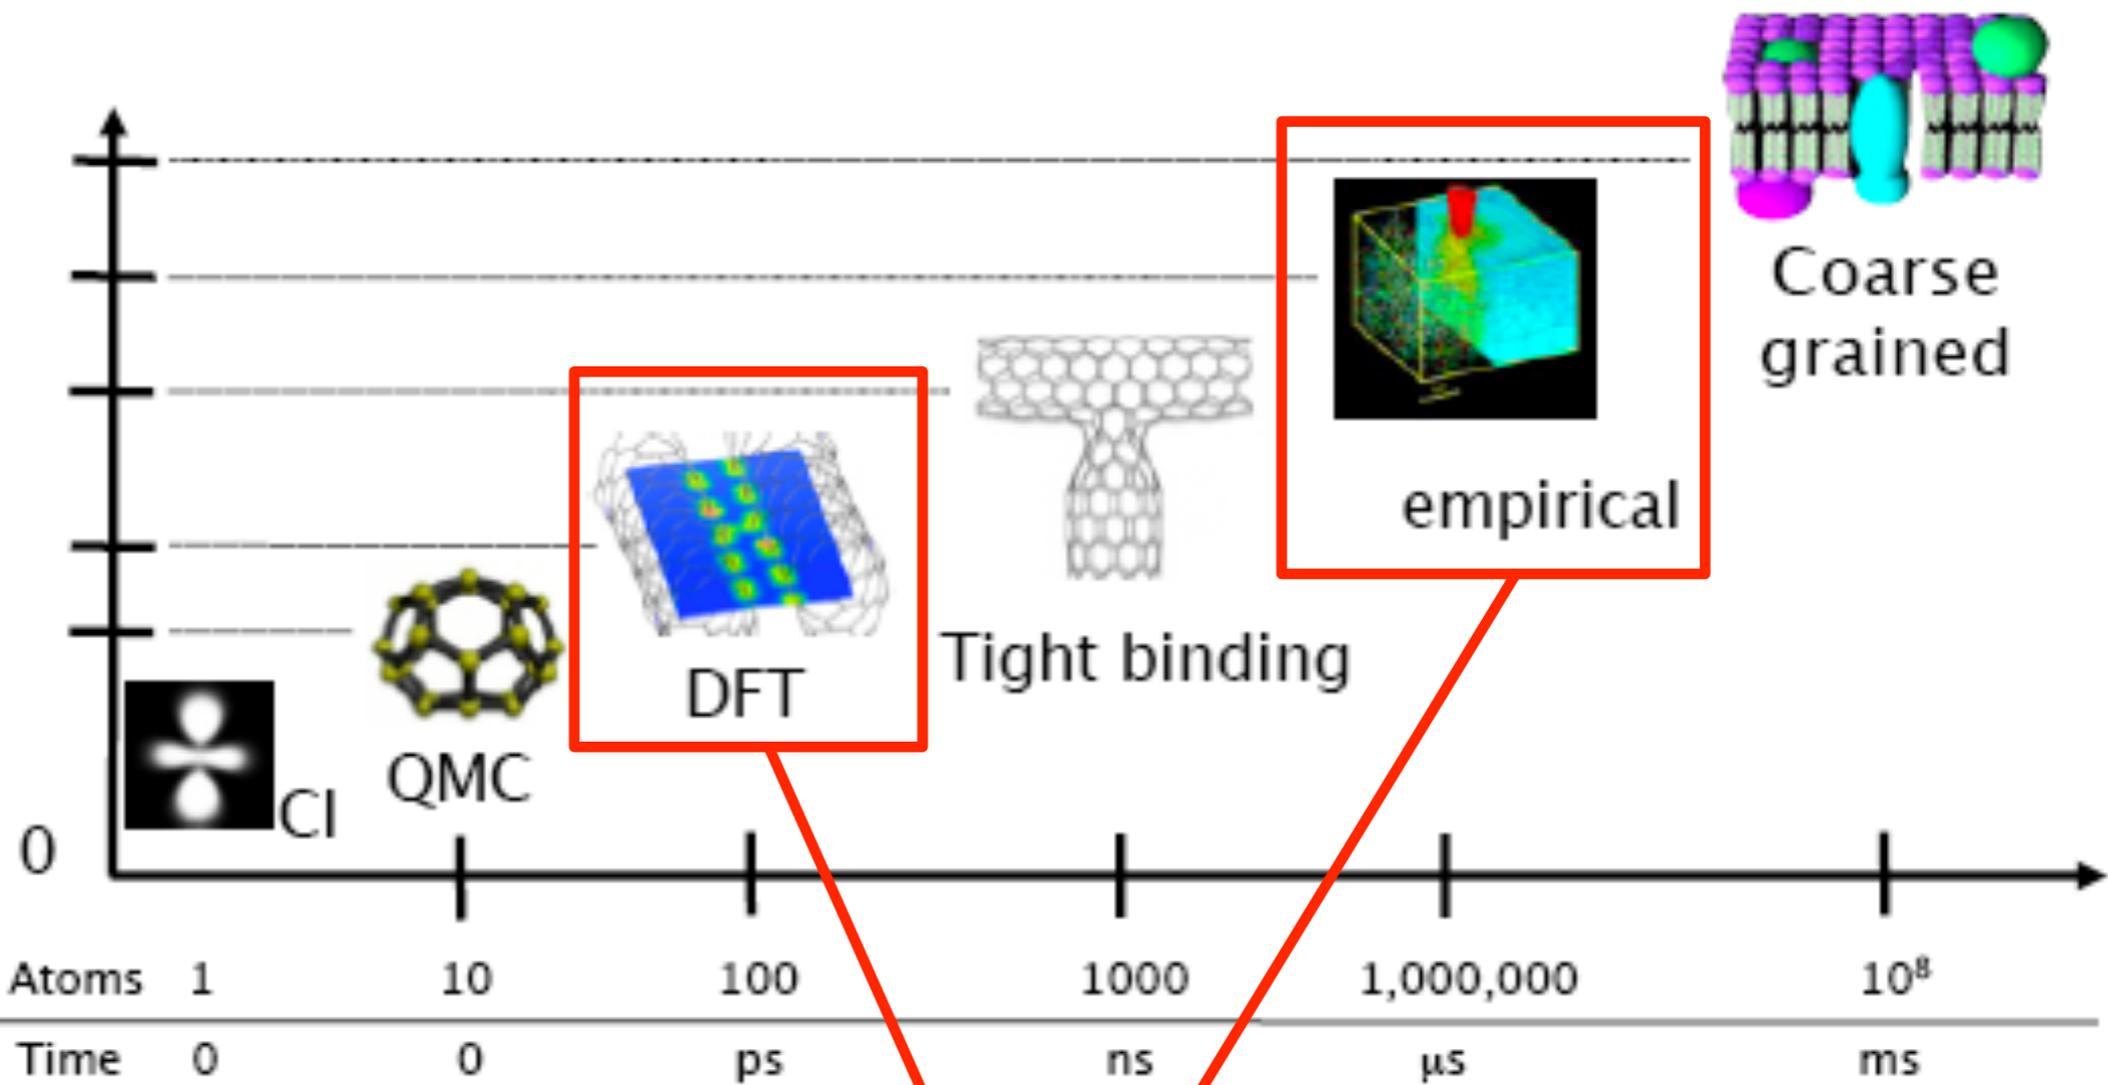 Coarse
grained
empirical
Tight binding
DFT
QMC
CI
0
Atoms 1 10 100 1000 1,000,000 10⁸
Time 0 0 ps ns μs ms